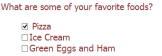 What are some of your favorite foods?
Pizza
Ice Cream
Green Eggs and Ham